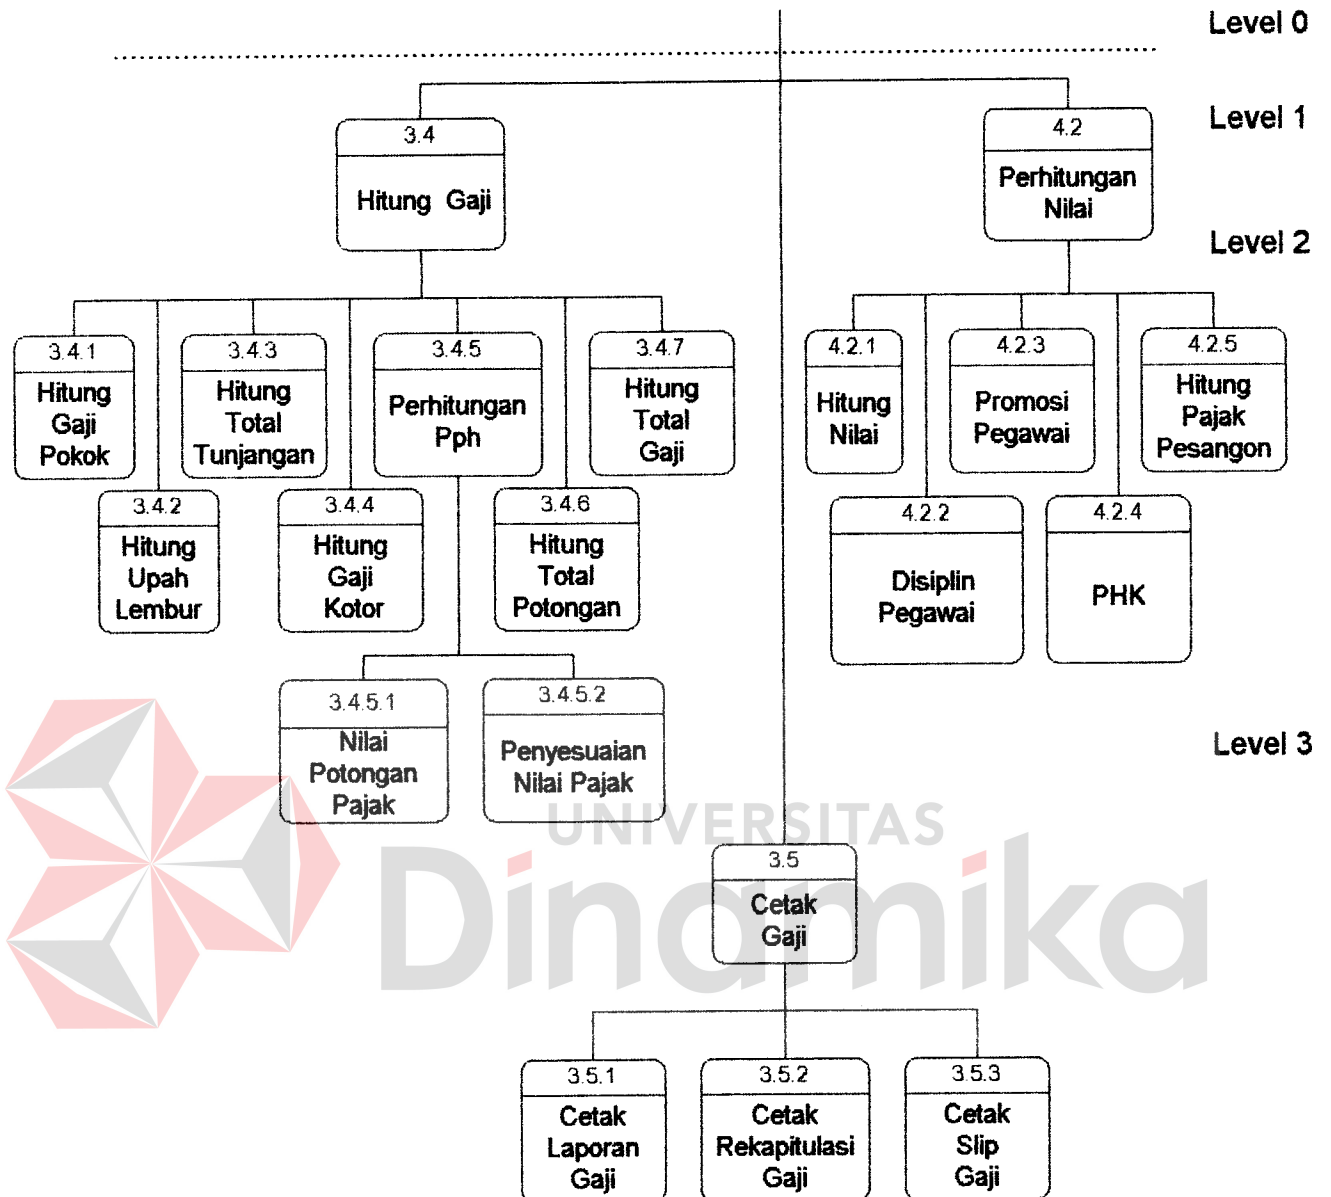 Level 0
Level 1
3.4
Hitung Gaji
4.2
Perhitungan
Nilai
Level 2
3.4.1
Hitung
Gaji
Pokok
3.4.3
Hitung
Total
Tunjangan
3.4.5
Perhitungan
Pph
3.4.7
Hitung
Total
Gaji
4.2.1
Hitung
Nilai
4.2.3
Promosi
Pegawai
4.2.5
Hitung
Pajak
Pesangon
3.4.2
Hitung
Upah
Lembur
3.4.4
Hitung
Gaji
Kotor
3.4.6
Hitung
Total
Potongan
4.2.2
Disiplin
Pegawai
4.2.4
PHK
3.4.5.1
Nilai
Potongan
Pajak
3.4.5.2
Penyesuaian
Nilai Pajak
Level 3
UNIVERSITAS
Dinamika
3.5
Cetak
Gaji
3.5.1
Cetak
Laporan
Gaji
3.5.2
Cetak
Rekapitulasi
Gaji
3.5.3
Cetak
Slip
Gaji